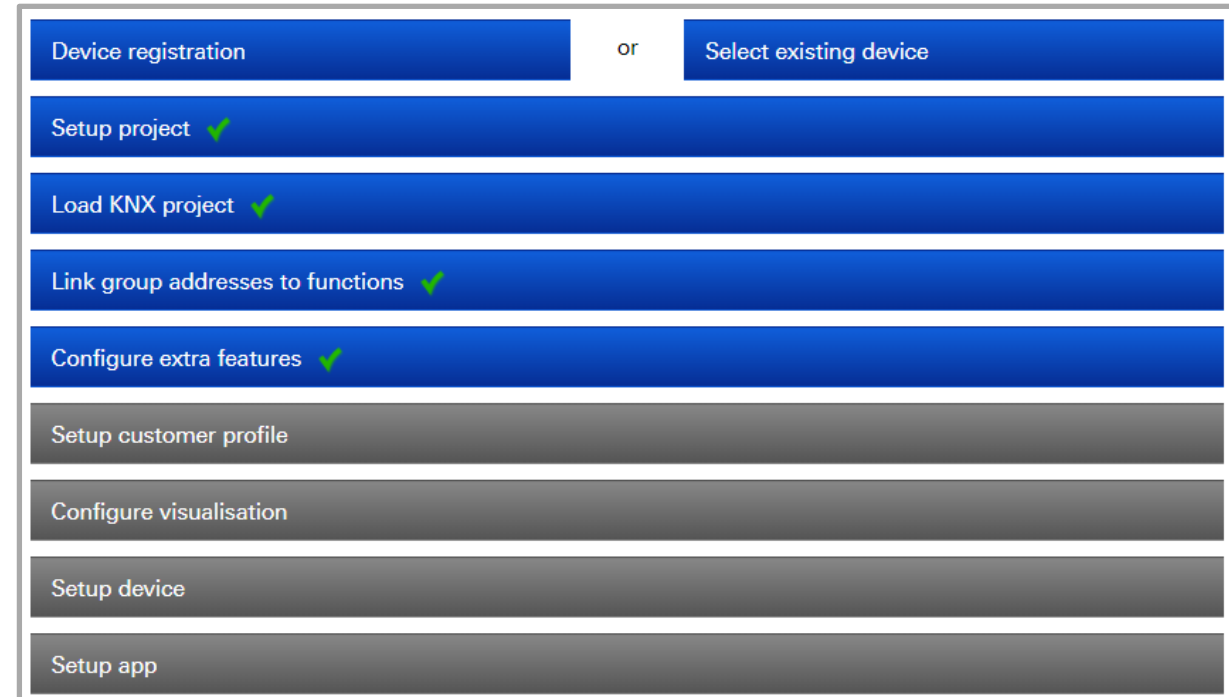 Device registration or Select existing device
Setup project
Load KNX project
Link group addresses to functions
Configure extra features
Setup customer profile
Configure visualisation
Setup device
Setup app